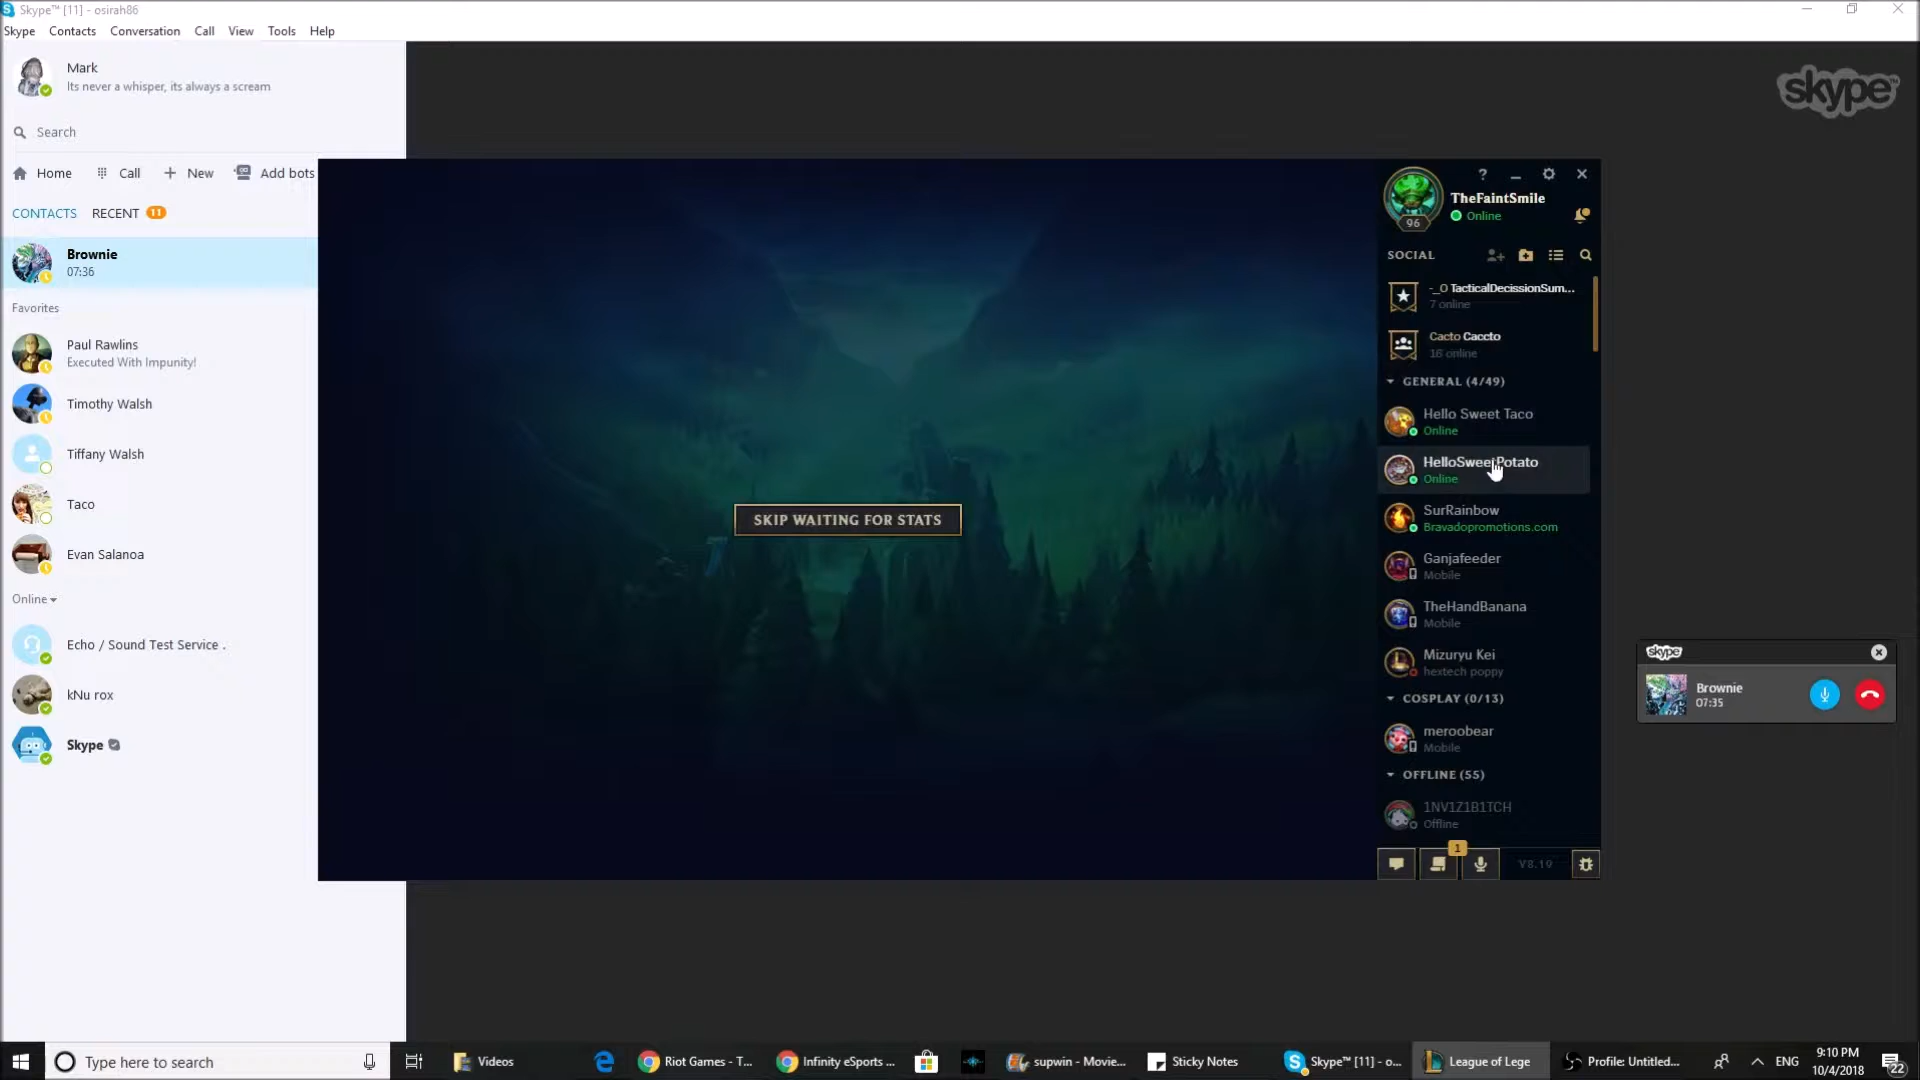 Skype™ [11] - osirah86
Skype Contacts Conversation Call View Tools Help
Mark
Its never a whisper, its always a scream
Search
Home Call New Add bots
CONTACTS RECENT 11
Brownie
07:36
Favorites
Paul Rawlins
Executed With Impunity!
Timothy Walsh
Tiffany Walsh
Taco
Evan Salanoa
Online
Echo / Sound Test Service .
kNu rox
Skype
skype™
SKIP WAITING FOR STATS
? 
TheFaintSmile
Online
96
SOCIAL
-_O TacticalDecissionSum...
7 online
Cacto Caccto
16 online
GENERAL (4/49)
Hello Sweet Taco
Online
HelloSweetPotato
Online
SurRainbow
Bravadopromotions.com
Ganjafeeder
Mobile
TheHandBanana
Mobile
Mizuryu Kei
hextech poppy
COSPLAY (0/13)
meroobear
Mobile
OFFLINE (55)
1NV1Z1B1TCH
Offline
1
V8.19
skype
Brownie
07:35
Type here to search
Videos
Riot Games - T...
Infinity eSports ...
supwin - Movie...
Sticky Notes
Skype™ [11] - o...
League of Lege
Profile: Untitled...
ENG
9:10 PM
10/4/2018
22